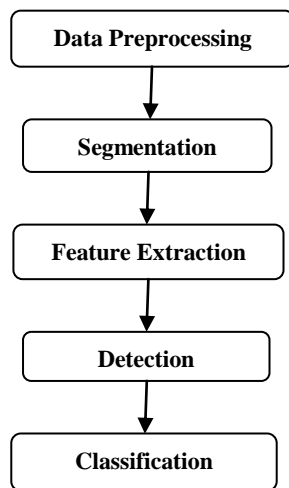 Data Preprocessing
Segmentation
Feature Extraction
Detection
Classification